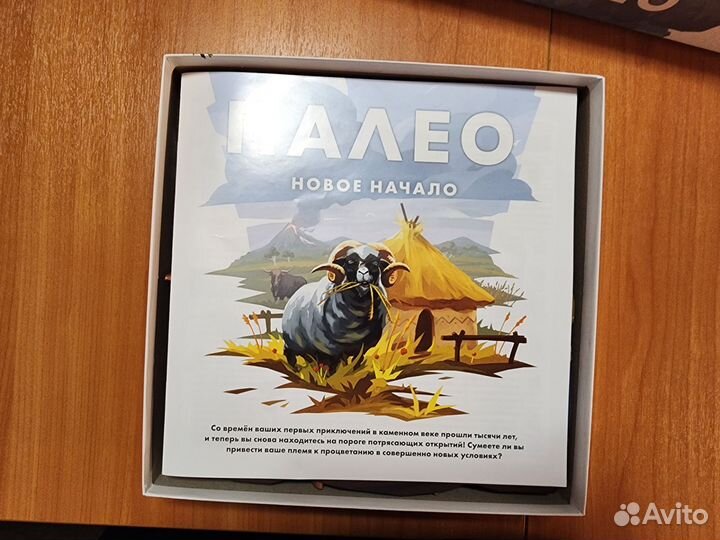 ПАЛЕО
НОВОЕ НАЧАЛО
Со времён ваших первых приключений в каменном веке прошли тысячи лет,
и теперь вы снова находитесь на пороге потрясающих открытий! Сумеете ли вы
привести ваше племя к процветанию в совершенно новых условиях?
Avito